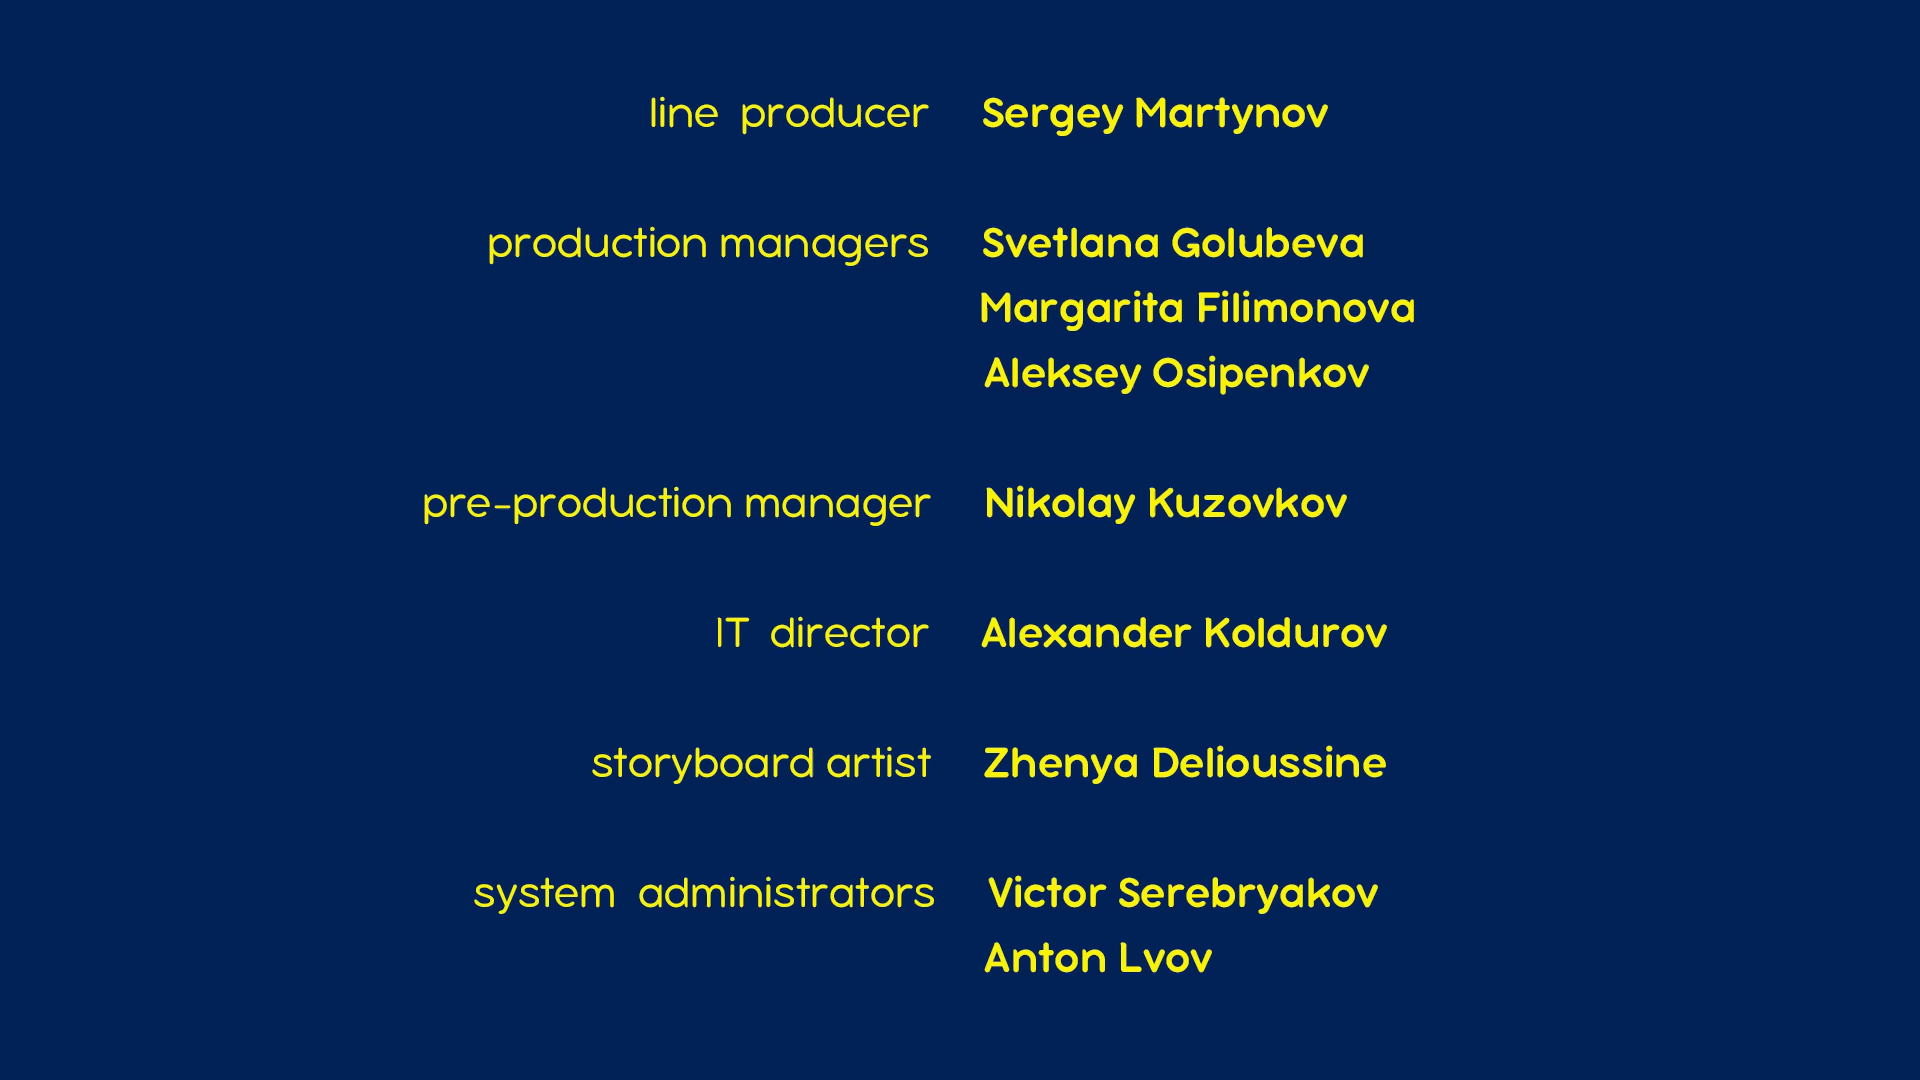 line producer Sergey Martynov
production managers Svetlana Golubeva
Margarita Filimonova
Aleksey Osipenkov
pre-production manager Nikolay Kuzovkov
IT director Alexander Koldurov
storyboard artist Zhenya Delioussine
system administrators Victor Serebryakov
Anton Lvov